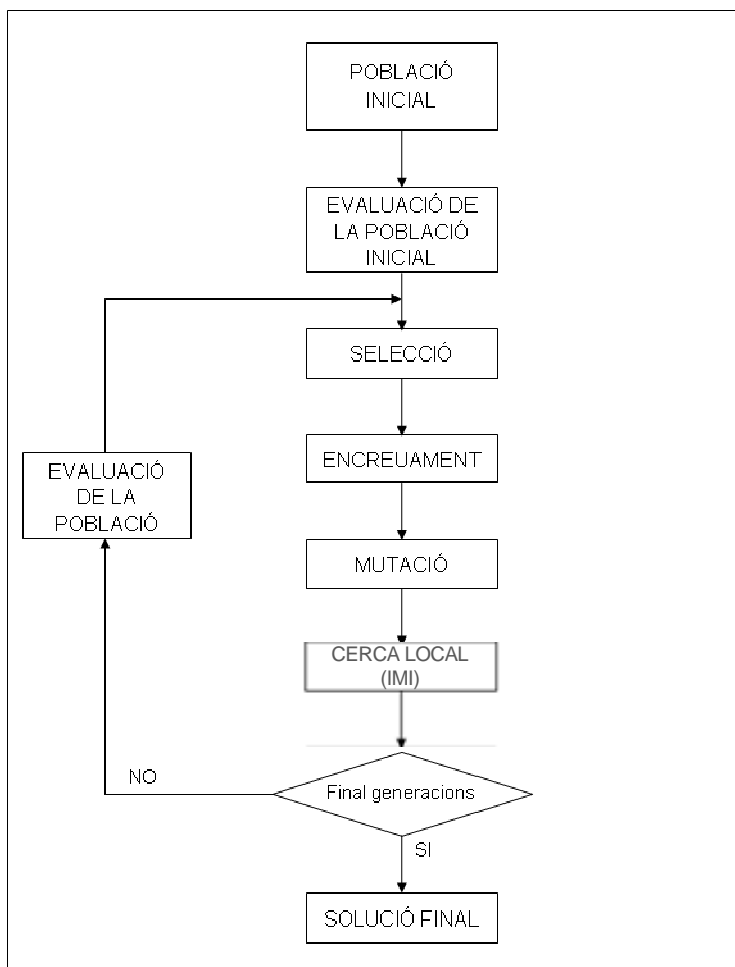 POBLACIÓ
INICIAL
EVALUACIÓ DE
LA POBLACIÓ
INICIAL
SELECCIÓ
ENCREUAMENT
EVALUACIÓ
DE LA
POBLACIÓ
MUTACIÓ
CERCA LOCAL
(IMI)
NO
Final generacions
SI
SOLUCIÓ FINAL